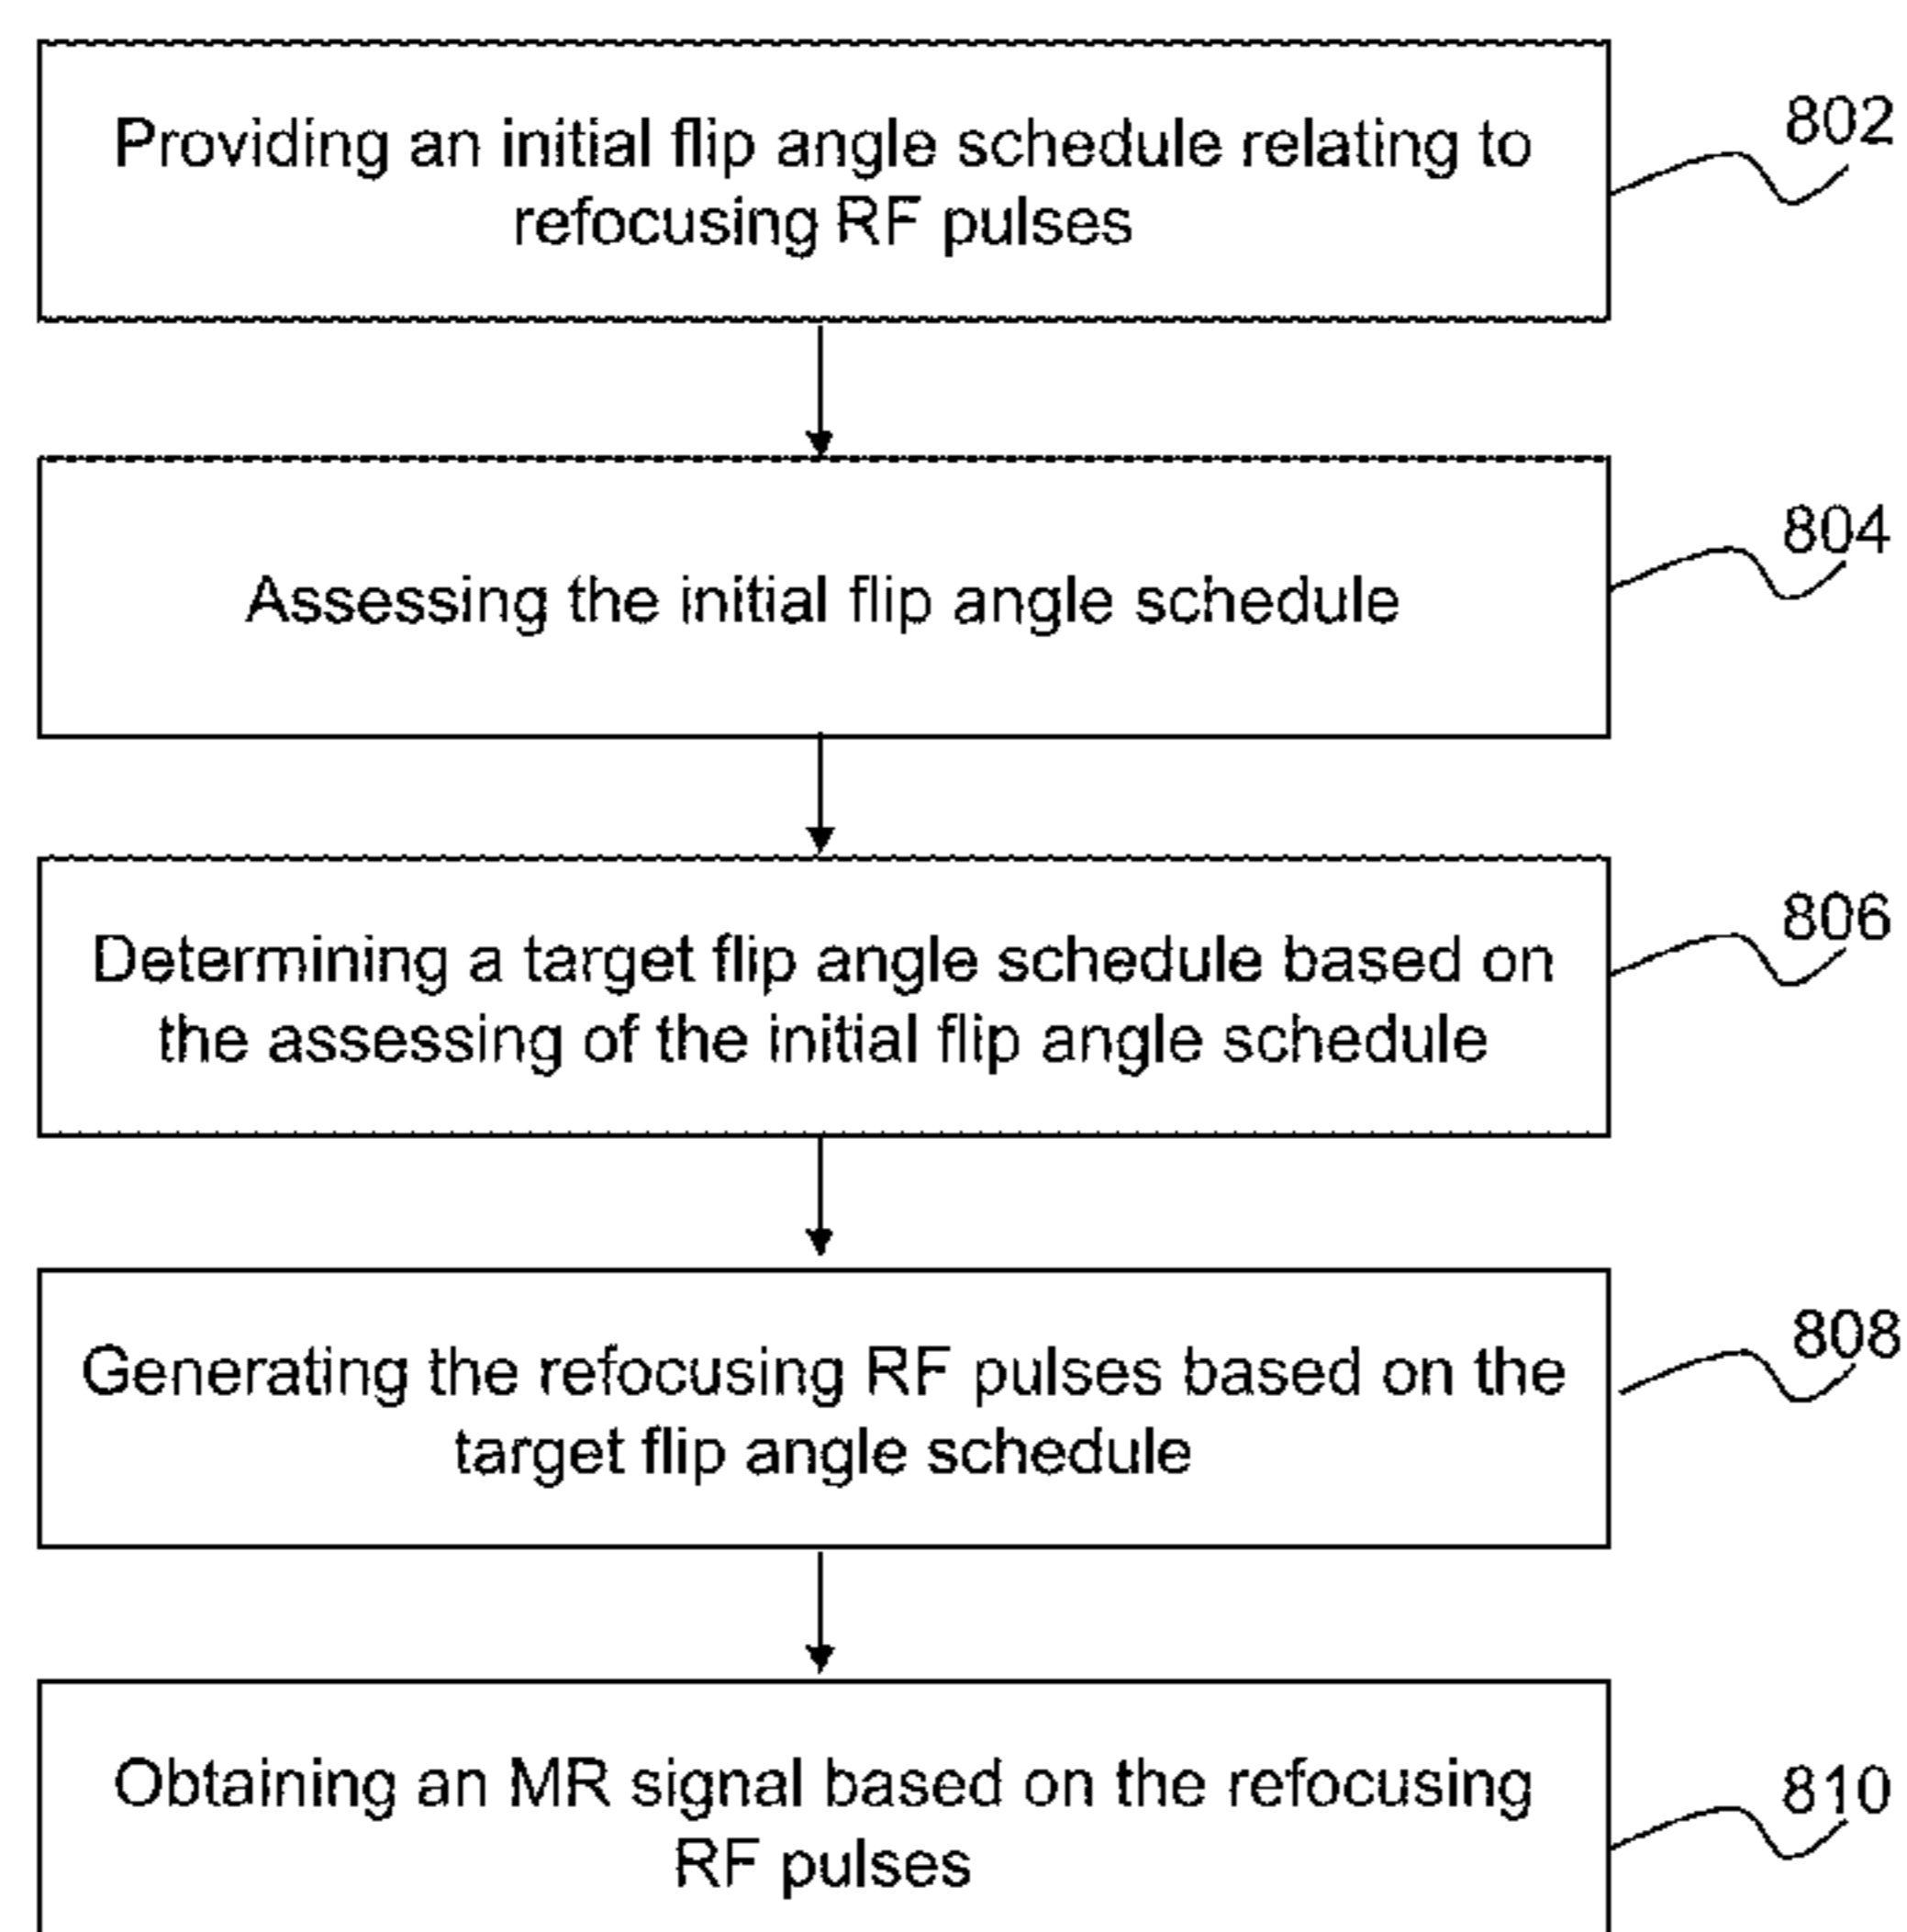 Providing an initial flip angle schedule relating to
refocusing RF pulses
802
Assessing the initial flip angle schedule
804
Determining a target flip angle schedule based on
the assessing of the initial flip angle schedule
806
Generating the refocusing RF pulses based on the
target flip angle schedule
808
Obtaining an MR signal based on the refocusing
RF pulses
810